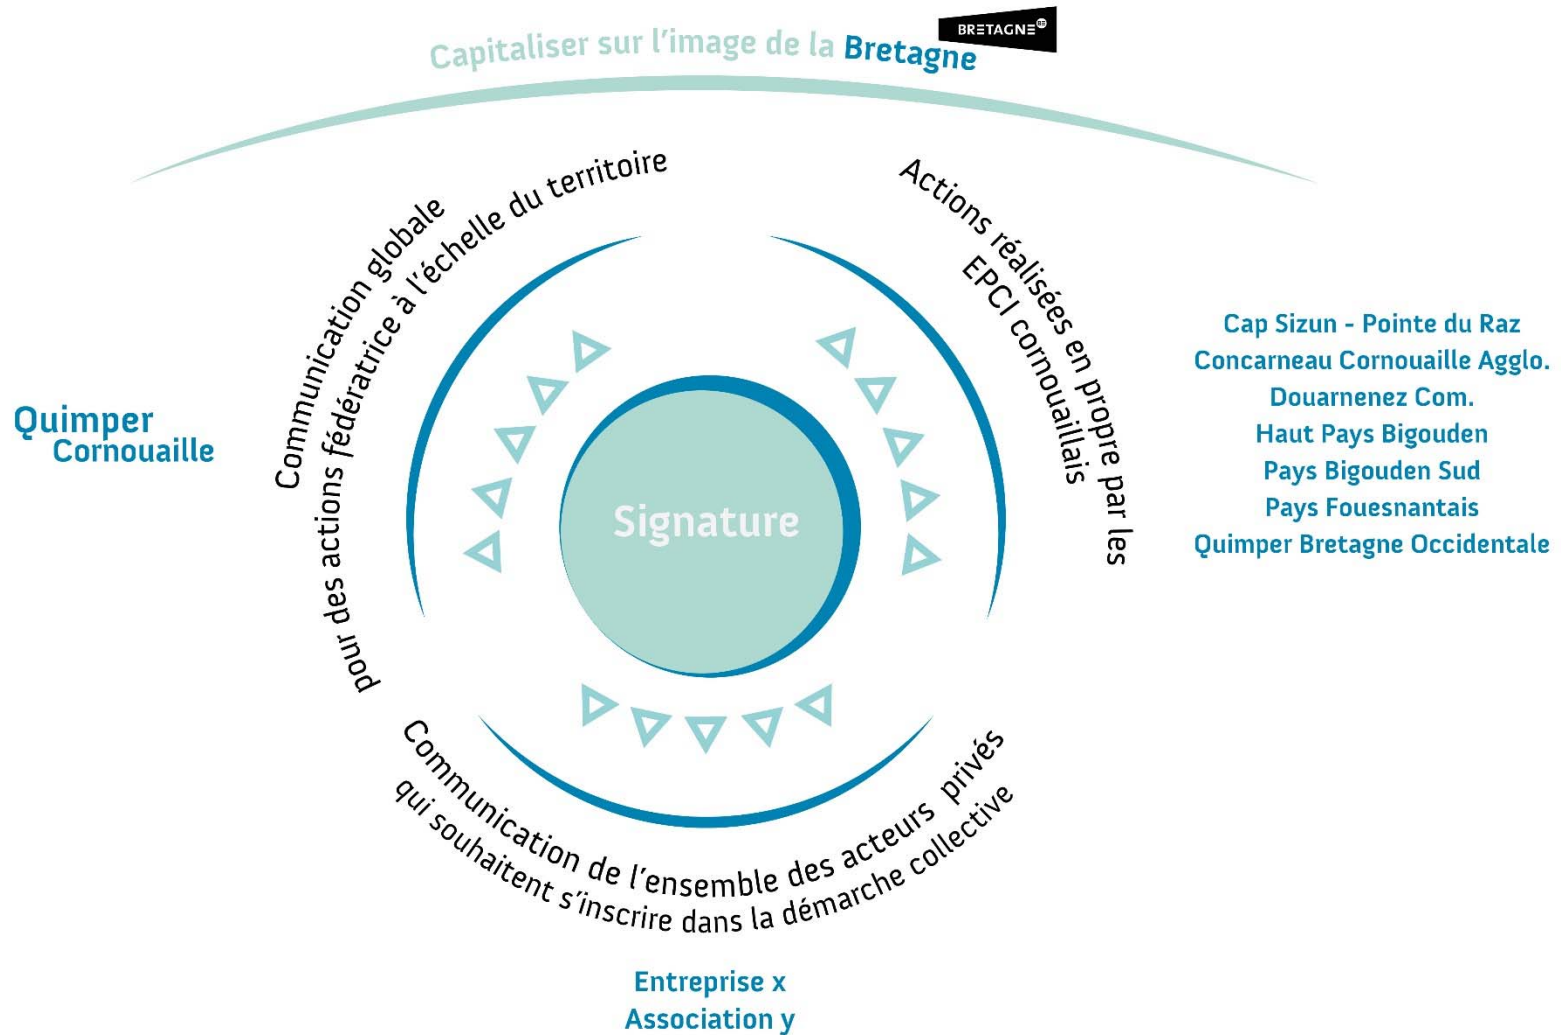 Capitaliser sur l'image de la Bretagne
BRETAGNE
Communication globale
pour des actions fédératrice à l'échelle du territoire
Actions réalisées en propre par les
EPCI cornouaillais
Quimper
Cornouaille
Cap Sizun - Pointe du Raz
Concarneau Cornouaille Agglo.
Douarnenez Com.
Haut Pays Bigouden
Pays Bigouden Sud
Pays Fouesnantais
Quimper Bretagne Occidentale
Signature
Communication de l'ensemble des acteurs privés
qui souhaitent s'inscrire dans la démarche collective
Entreprise x
Association y